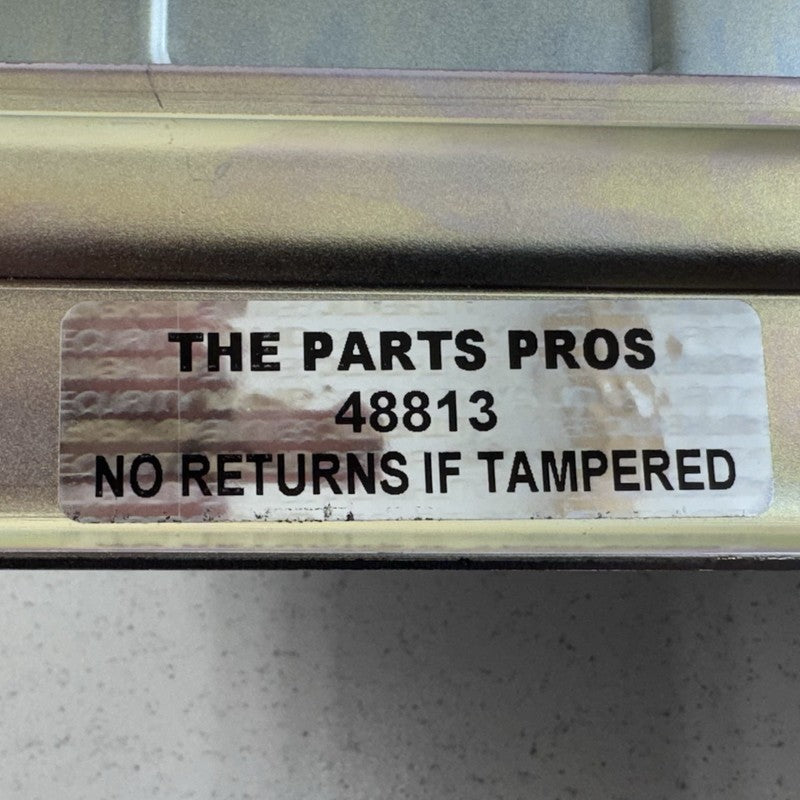 THE PARTS PROS
48813
NO RETURNS IF TAMPERED